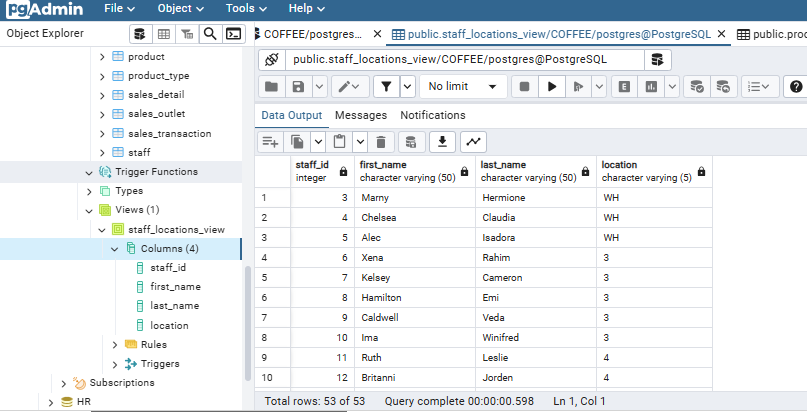 pgAdmin File Object Tools Help
Object Explorer
product
product_type
sales_detail
sales_outlet
sales_transaction
staff
Trigger Functions
Types
Views (1)
staff_locations_view
Columns (4)
staff_id
first_name
last_name
location
Rules
Triggers
Subscriptions
HR
COFFEE/postgres... public.staff_locations_view/COFFEE/postgres@PostgreSQL public.proc
public.staff_locations_view/COFFEE/postgres@PostgreSQL
No limit E
Data Output Messages Notifications
staff_id first_name last_name location
integer character varying (50) character varying (50) character varying (5)
1 3 Marny Hermione WH
2 4 Chelsea Claudia WH
3 5 Alec Isadora WH
4 6 Xena Rahim 3
5 7 Kelsey Cameron 3
6 8 Hamilton Emi 3
7 9 Caldwell Veda 3
8 10 Ima Winifred 3
9 11 Ruth Leslie 4
10 12 Britanni Jorden 4
Total rows: 53 of 53 Query complete 00:00:00.598 Ln 1, Col 1